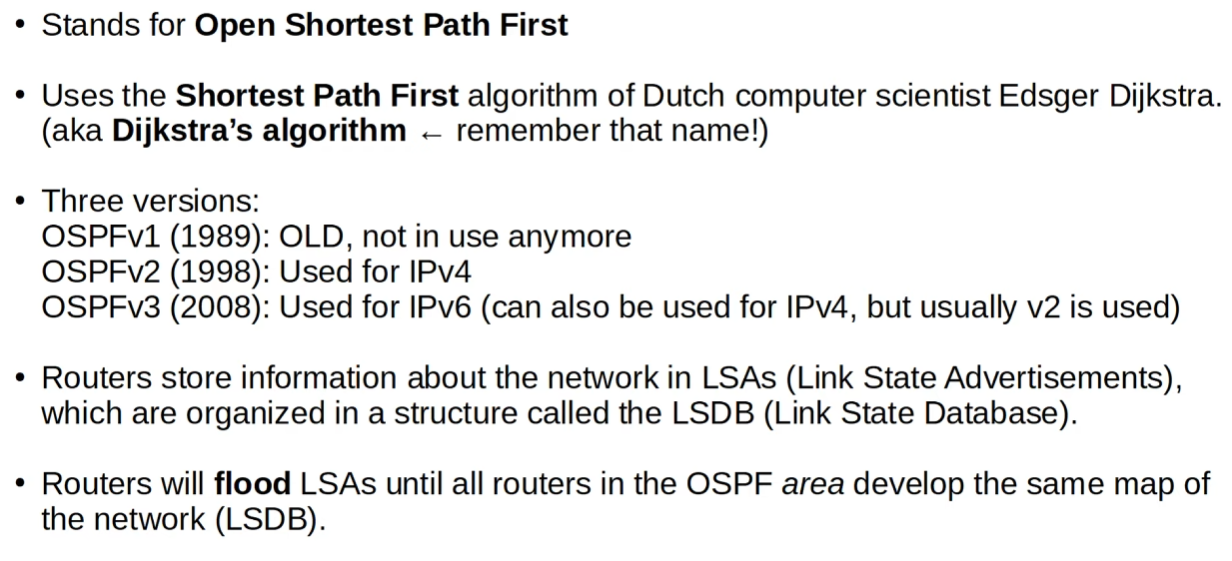 • Stands for Open Shortest Path First
• Uses the Shortest Path First algorithm of Dutch computer scientist Edsger Dijkstra.
(aka Dijkstra’s algorithm ← remember that name!)
• Three versions:
OSPFv1 (1989): OLD, not in use anymore
OSPFv2 (1998): Used for IPv4
OSPFv3 (2008): Used for IPv6 (can also be used for IPv4, but usually v2 is used)
• Routers store information about the network in LSAs (Link State Advertisements),
which are organized in a structure called the LSDB (Link State Database).
• Routers will flood LSAs until all routers in the OSPF area develop the same map of
the network (LSDB).